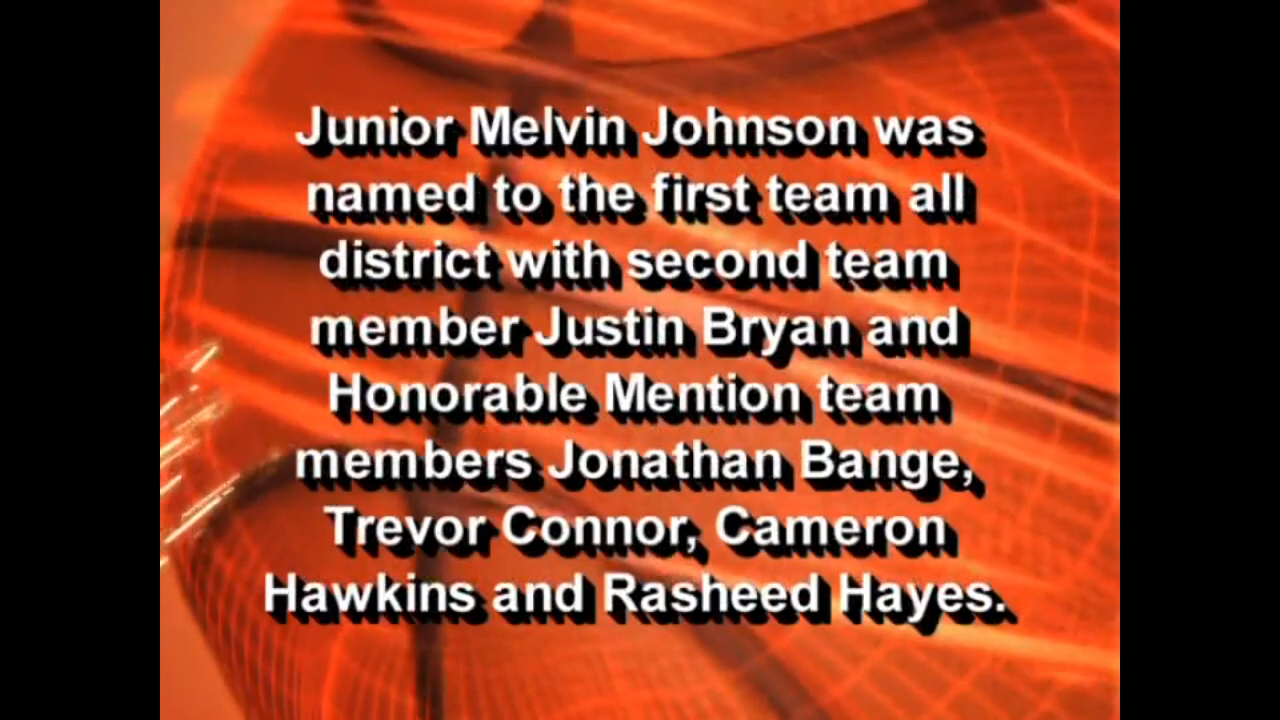 Junior Melvin Johnson was
named to the first team all
district with second team
member Justin Bryan and
Honorable Mention team
members Jonathan Bange,
Trevor Connor, Cameron
Hawkins and Rasheed Hayes.